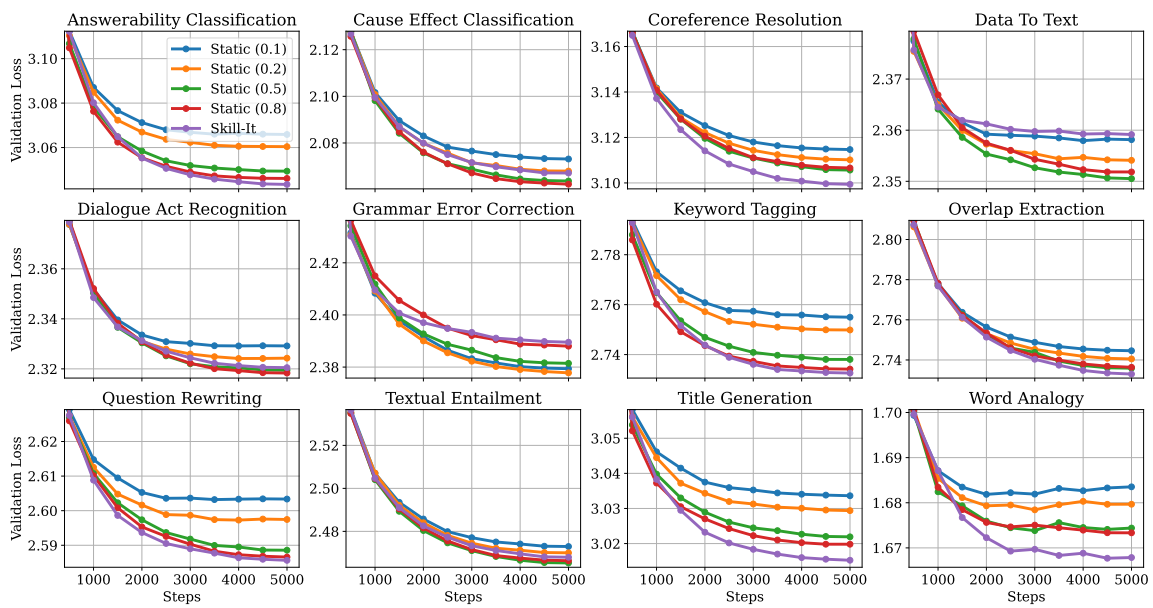 Answerability Classification
Cause Effect Classification
Coreference Resolution
Data To Text
Validation Loss
3.10
3.08
3.06
Static (0.1)
Static (0.2)
Static (0.5)
Static (0.8)
Skill-It
2.12
2.10
2.08
3.16
3.14
3.12
3.10
2.37
2.36
2.35
Dialogue Act Recognition
Grammar Error Correction
Keyword Tagging
Overlap Extraction
Validation Loss
2.36
2.34
2.32
2.42
2.40
2.38
2.78
2.76
2.74
2.80
2.78
2.76
2.74
Question Rewriting
Textual Entailment
Title Generation
Word Analogy
Validation Loss
2.62
2.61
2.60
2.59
1000 2000 3000 4000 5000
Steps
2.52
2.50
2.48
1000 2000 3000 4000 5000
Steps
3.05
3.04
3.03
3.02
1000 2000 3000 4000 5000
Steps
1.70
1.69
1.68
1.67
1000 2000 3000 4000 5000
Steps